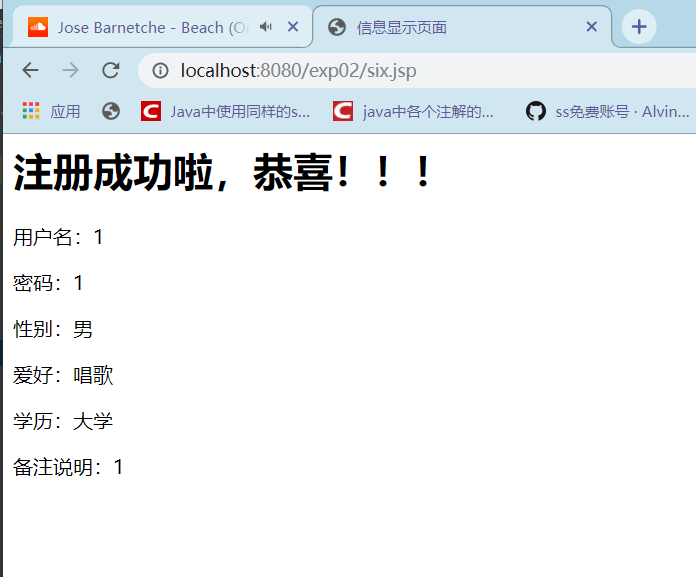 Jose Barnetche - Beach (Or
信息显示页面
localhost:8080/exp02/six.jsp
应用
Java中使用同样的s...
java中各个注解的...
ss免费账号 · Alvin...
注册成功啦，恭喜！！！
用户名：1
密码：1
性别：男
爱好：唱歌
学历：大学
备注说明：1